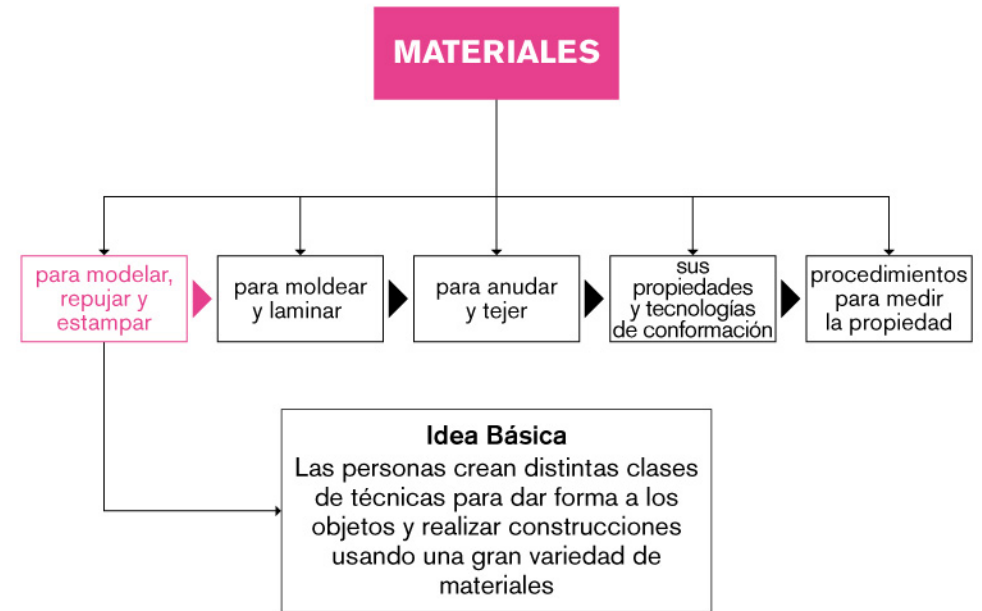 MATERIALES
para modelar,
repujar y
estampar
para moldear
y laminar
para anudar
y tejer
sus
propiedades
y tecnologías
de conformación
procedimientos
para medir
la propiedad
Idea Básica
Las personas crean distintas clases
de técnicas para dar forma a los
objetos y realizar construcciones
usando una gran variedad de
materiales